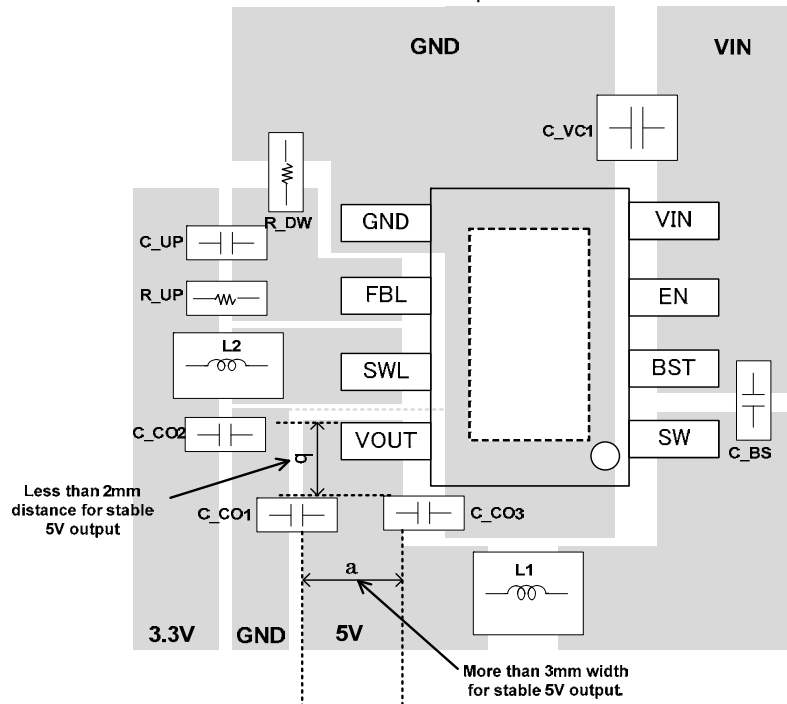 GND
VIN
C_VC1
R_DW
C_UP
GND
VIN
R_UP
FBL
EN
L2
SWL
BST
C_CO2
VOUT
SW
C_BS
b
Less than 2mm
distance for stable
5V output
C_CO1
C_CO3
a
L1
3.3V
GND
5V
More than 3mm width
for stable 5V output.